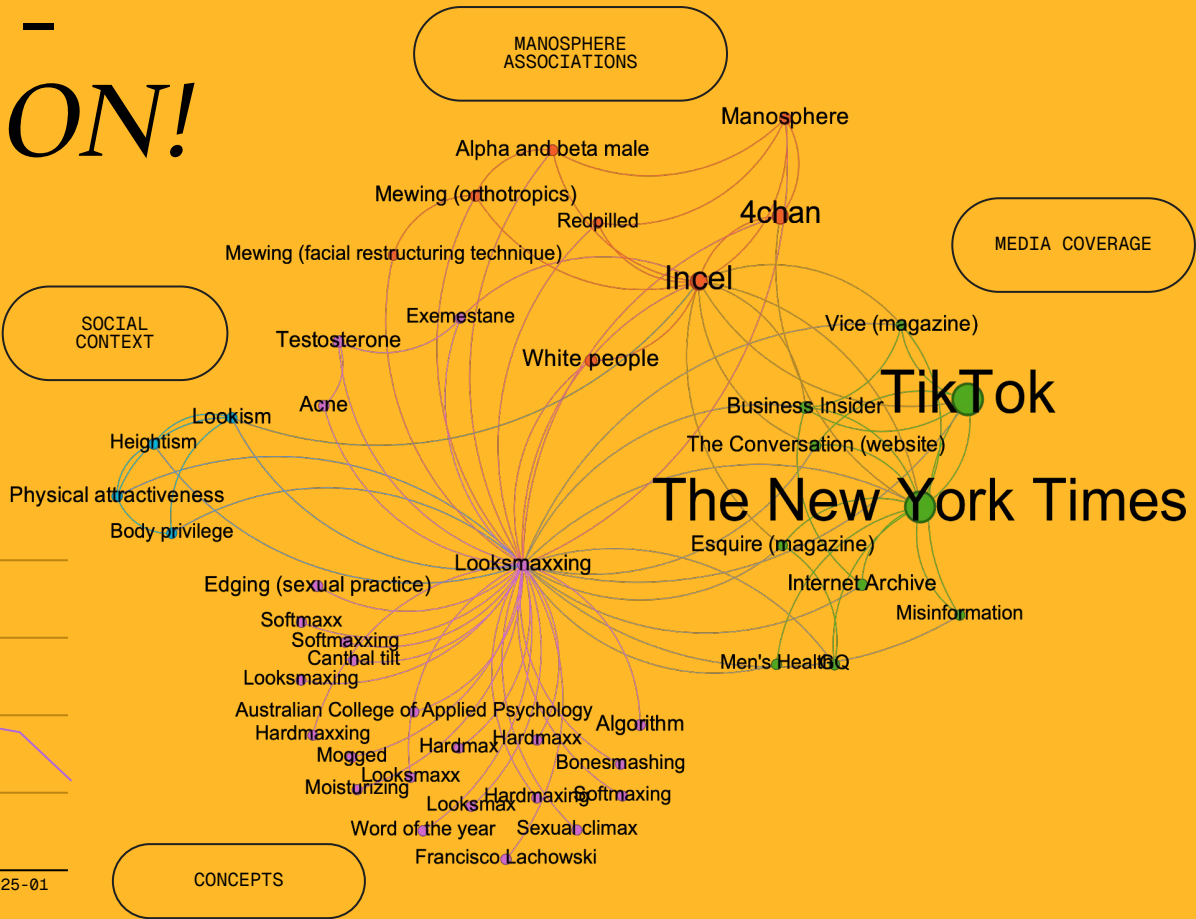 ON!
MANOSPHERE
ASSOCIATIONS
Manosphere
Alpha and beta male
Mewing (orthotropics)
4chan
Redpilled
MEDIA COVERAGE
Mewing (facial restructuring technique)
Incel
Exemestane
SOCIAL
CONTEXT
Vice (magazine)
Testosterone
White people
TikTok
Acne
Business Insider
Lookism
Heightism
The Conversation (website)
Physical attractiveness
The New York Times
Body privilege
Esquire (magazine)
Looksmaxxing
Edging (sexual practice)
Internet Archive
Misinformation
Softmaxx
Softmaxxing
Canthal tilt
Men's Health
GQ
Looksmaxing
Australian College of Applied Psychology
Algorithm
Hardmaxxing
Hardmaxx
Hardmax
Mogged
Bonesmashing
Looksmaxx
Moisturizing
Hardmaxing
Softmaxing
Looksmax
Word of the year
Sexual climax
Francisco Lachowski
CONCEPTS
25-01